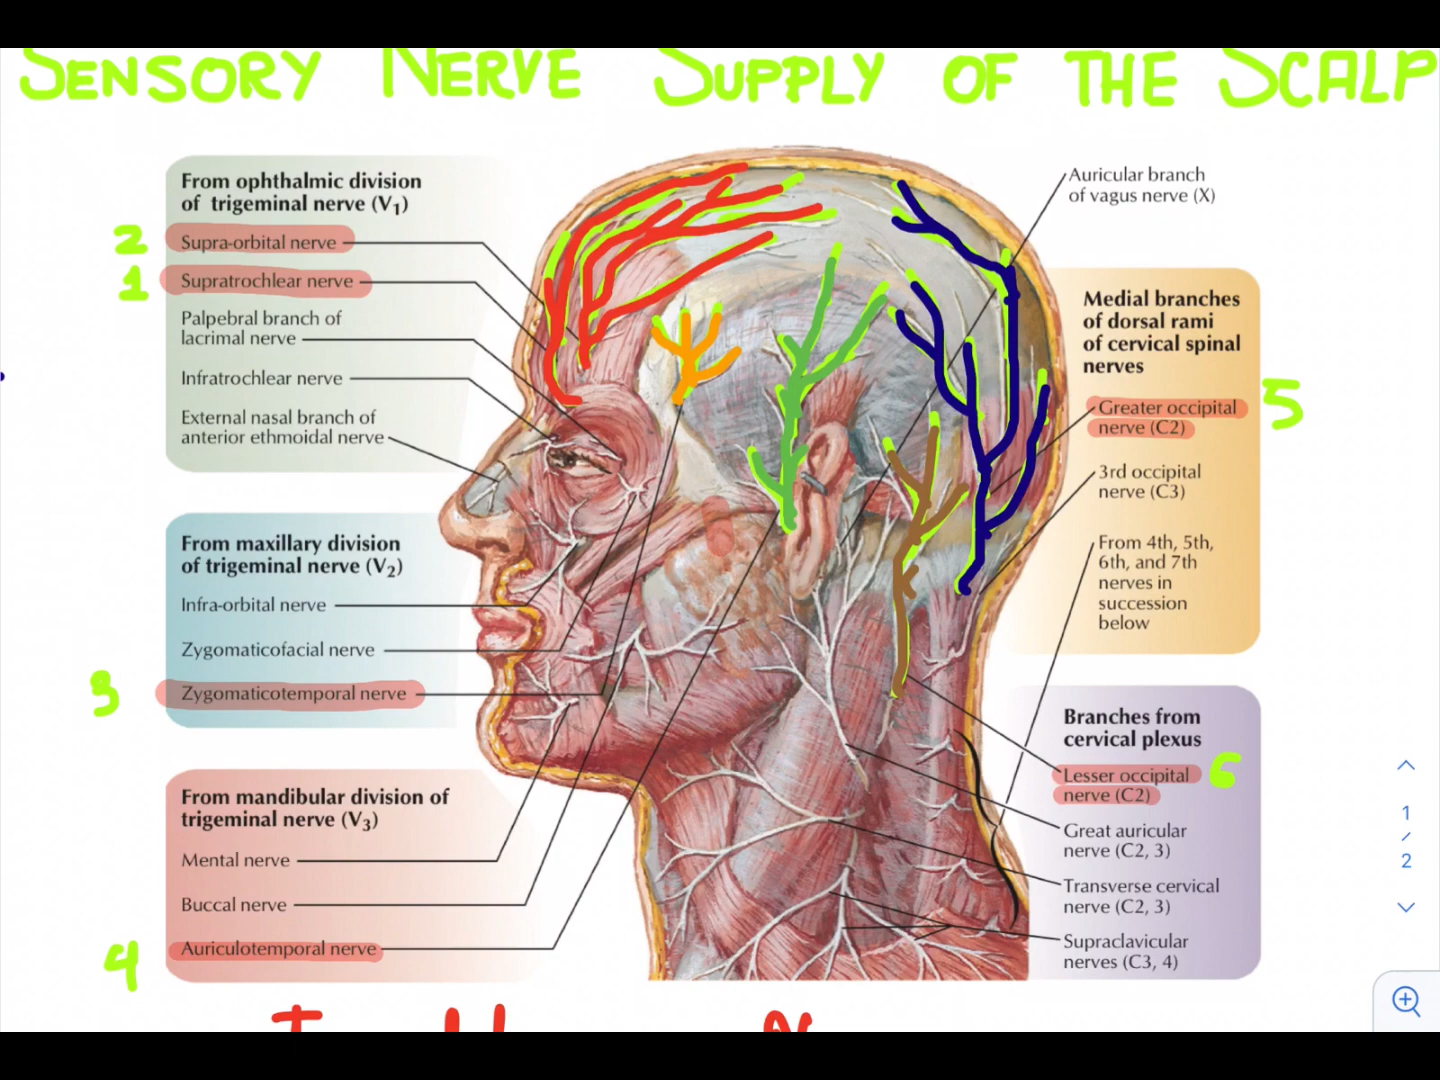 SENSORY NERVE SUPPLY OF THE SCALP
From ophthalmic division
of trigeminal nerve (V1)
2
Supra-orbital nerve
1
Supratrochlear nerve
Palpebral branch of
lacrimal nerve
Infratrochlear nerve
External nasal branch of
anterior ethmoidal nerve
From maxillary division
of trigeminal nerve (V2)
Infra-orbital nerve
Zygomaticofacial nerve
3
Zygomaticotemporal nerve
From mandibular division of
trigeminal nerve (V3)
Mental nerve
Buccal nerve
4
Auriculotemporal nerve
Auricular branch
of vagus nerve (X)
Medial branches
of dorsal rami
of cervical spinal
nerves
Greater occipital
nerve (C2)
5
3rd occipital
nerve (C3)
From 4th, 5th,
6th, and 7th
nerves in
succession
below
Branches from
cervical plexus
Lesser occipital
nerve (C2)
6
Great auricular
nerve (C2, 3)
Transverse cervical
nerve (C2, 3)
Supraclavicular
nerves (C3, 4)
1
/
2